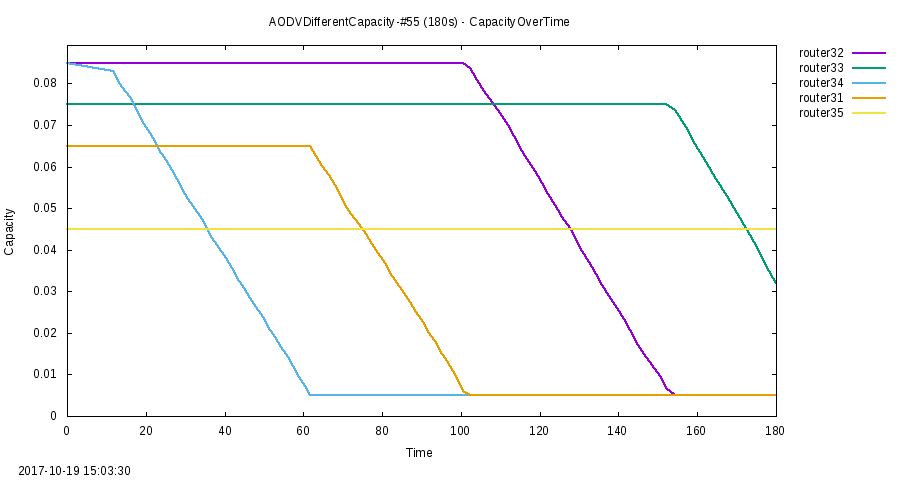 AODVDifferentCapacity-#55 (180s) - CapacityOverTime
router32
router33
router34
router31
router35
0.08
0.07
0.06
0.05
0.04
0.03
0.02
0.01
0
Capacity
0 20 40 60 80 100 120 140 160 180
Time
2017-10-19 15:03:30